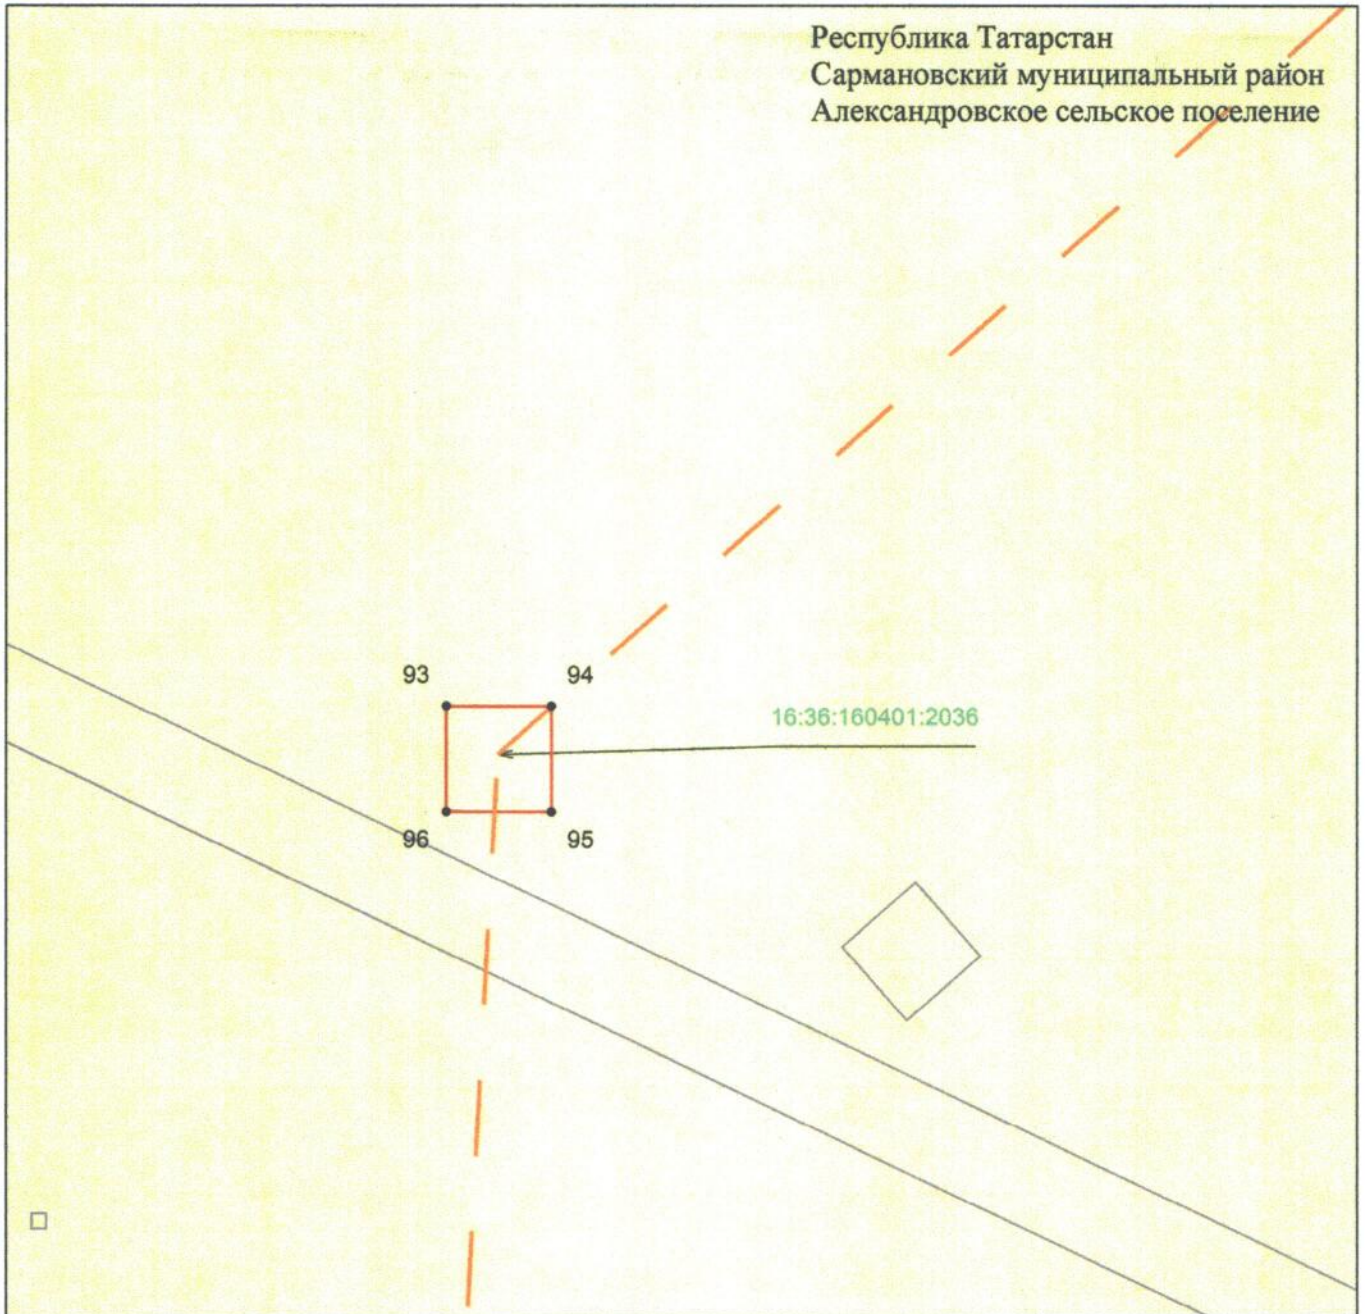 Республика Татарстан
Сармановский муниципальный район
Александровское сельское поселение
93
94
16:36:160401:2036
96
95